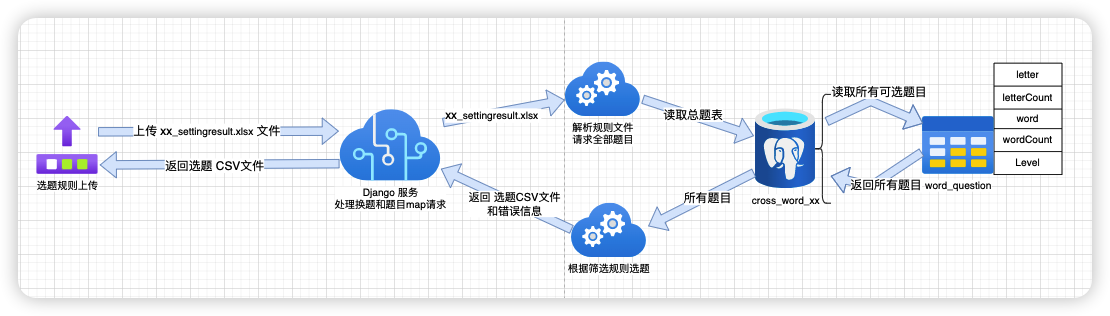 选题规则上传
上传 xx_settingresult.xlsx 文件
返回选题 CSV文件
Django 服务
处理换题和题目map请求
xx_settingresult.xlsx
返回 选题CSV文件
和错误信息
解析规则文件
请求全部题目
根据筛选规则选题
读取总题表
所有题目
cross_word_xx
读取所有可选题目
返回所有题目
word_question
letter
letterCount
word
wordCount
Level